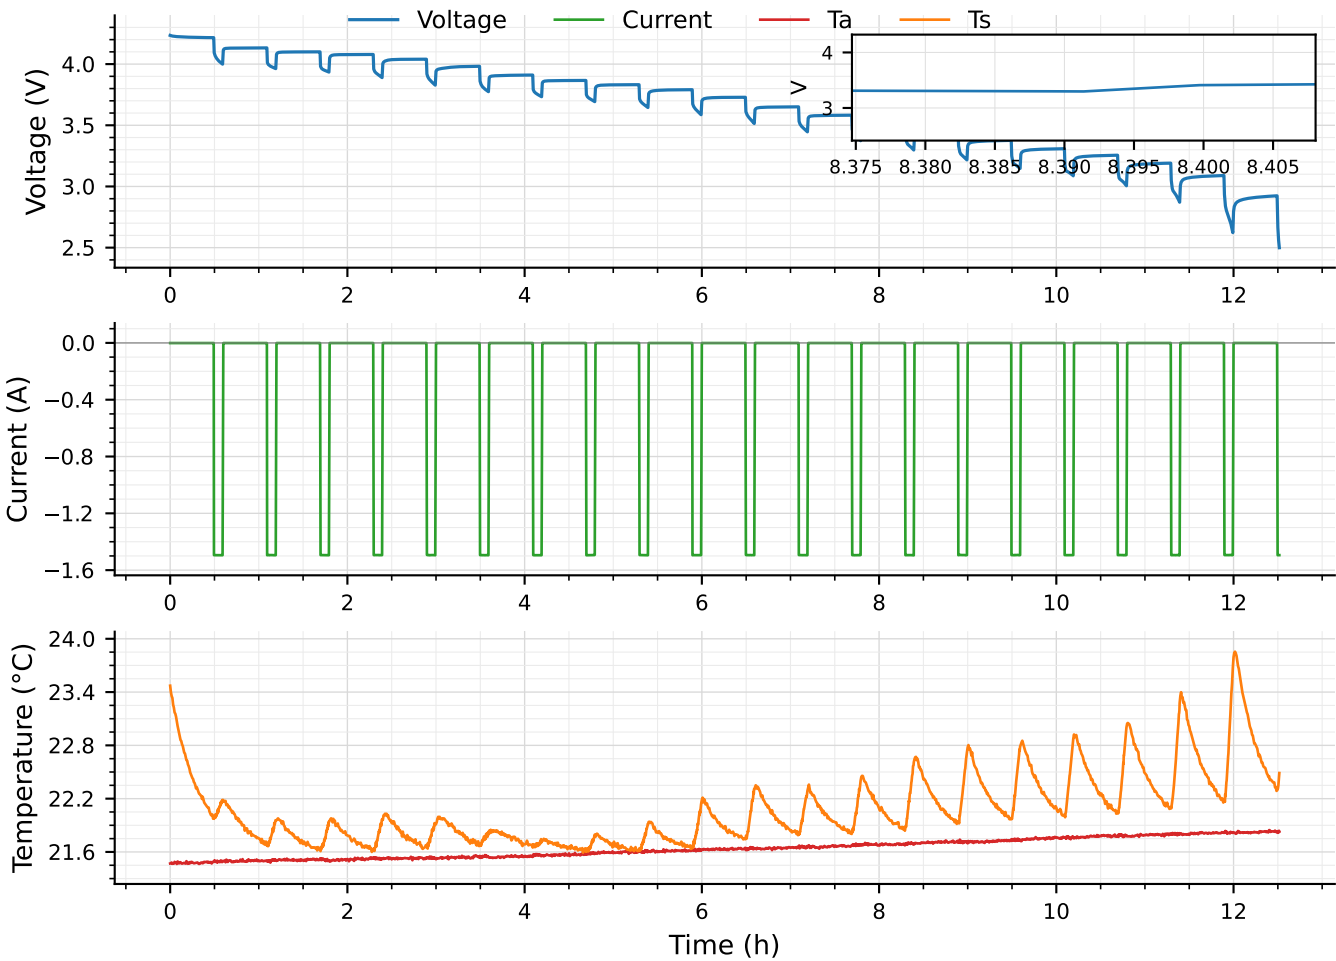 Voltage Current Ta Ts
Voltage (V)
4.0
3.5
3.0
2.5
V
4
3
8.375 8.380 8.385 8.390 8.395 8.400 8.405
0 2 4 6 8 10 12
Current (A)
0.0
−0.4
−0.8
−1.2
−1.6
0 2 4 6 8 10 12
Temperature (°C)
24.0
23.4
22.8
22.2
21.6
0 2 4 6 8 10 12
Time (h)